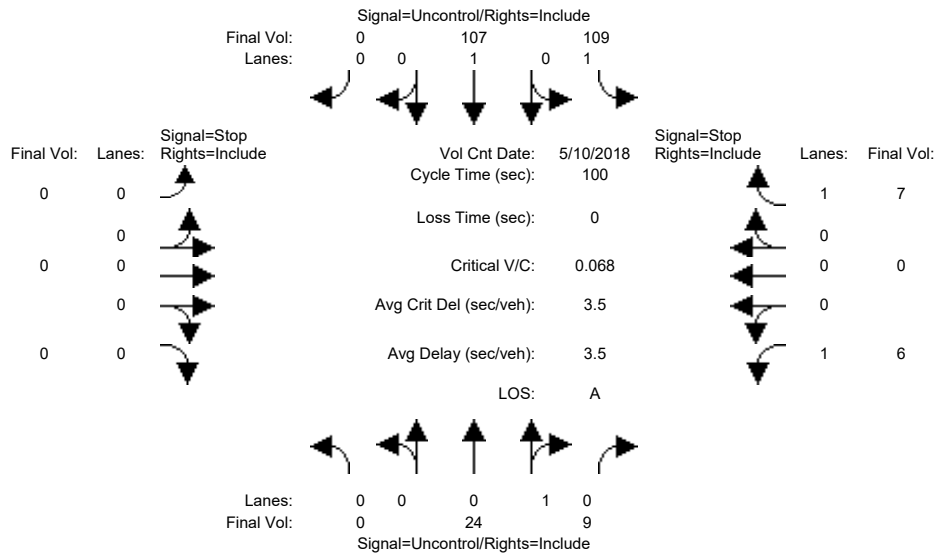 Signal=Uncontrol/Rights=Include
Final Vol: 0 107 109
Lanes: 0 0 1 0 1
Signal=Stop Signal=Stop
Final Vol: Lanes: Rights=Include Vol Cnt Date: 5/10/2018 Rights=Include Lanes: Final Vol:
Cycle Time (sec): 100
0 0 1 7
Loss Time (sec): 0
0 0
0 0 Critical V/C: 0.068 0 0
0 Avg Crit Del (sec/veh): 3.5 0
0 0 Avg Delay (sec/veh): 3.5 1 6
LOS: A
Lanes: 0 0 0 1 0
Final Vol: 0 24 9
Signal=Uncontrol/Rights=Include